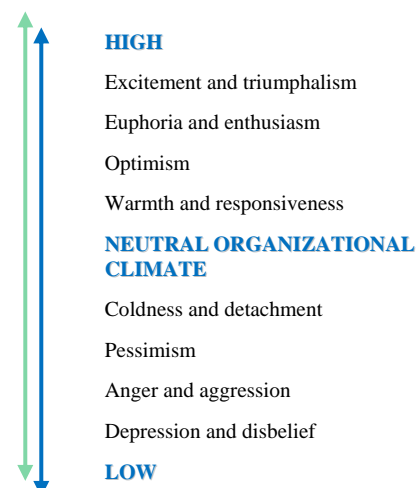 HIGH
Excitement and triumphalism
Euphoria and enthusiasm
Optimism
Warmth and responsiveness
NEUTRAL ORGANIZATIONAL
CLIMATE
Coldness and detachment
Pessimism
Anger and aggression
Depression and disbelief
LOW